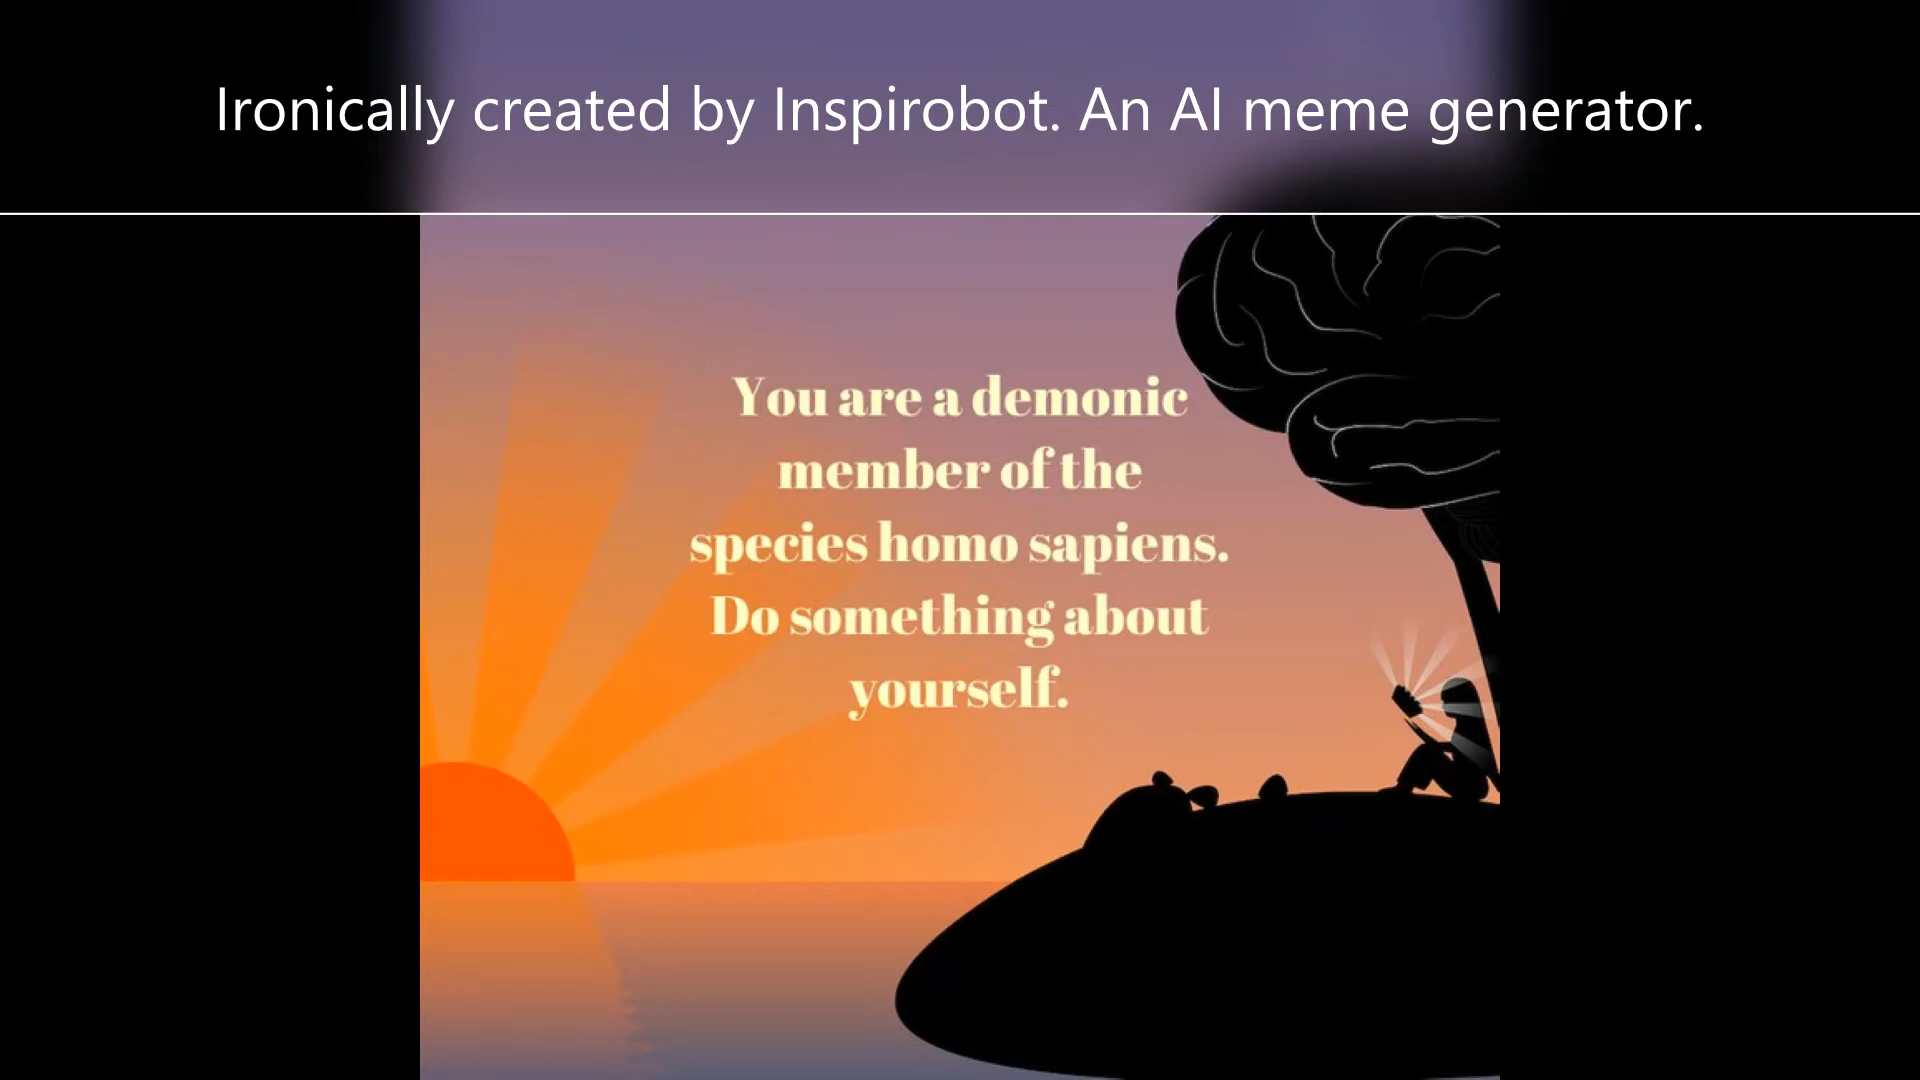 Ironically created by Inspirobot. An AI meme generator.
You are a demonic
member of the
species homo sapiens.
Do something about
yourself.